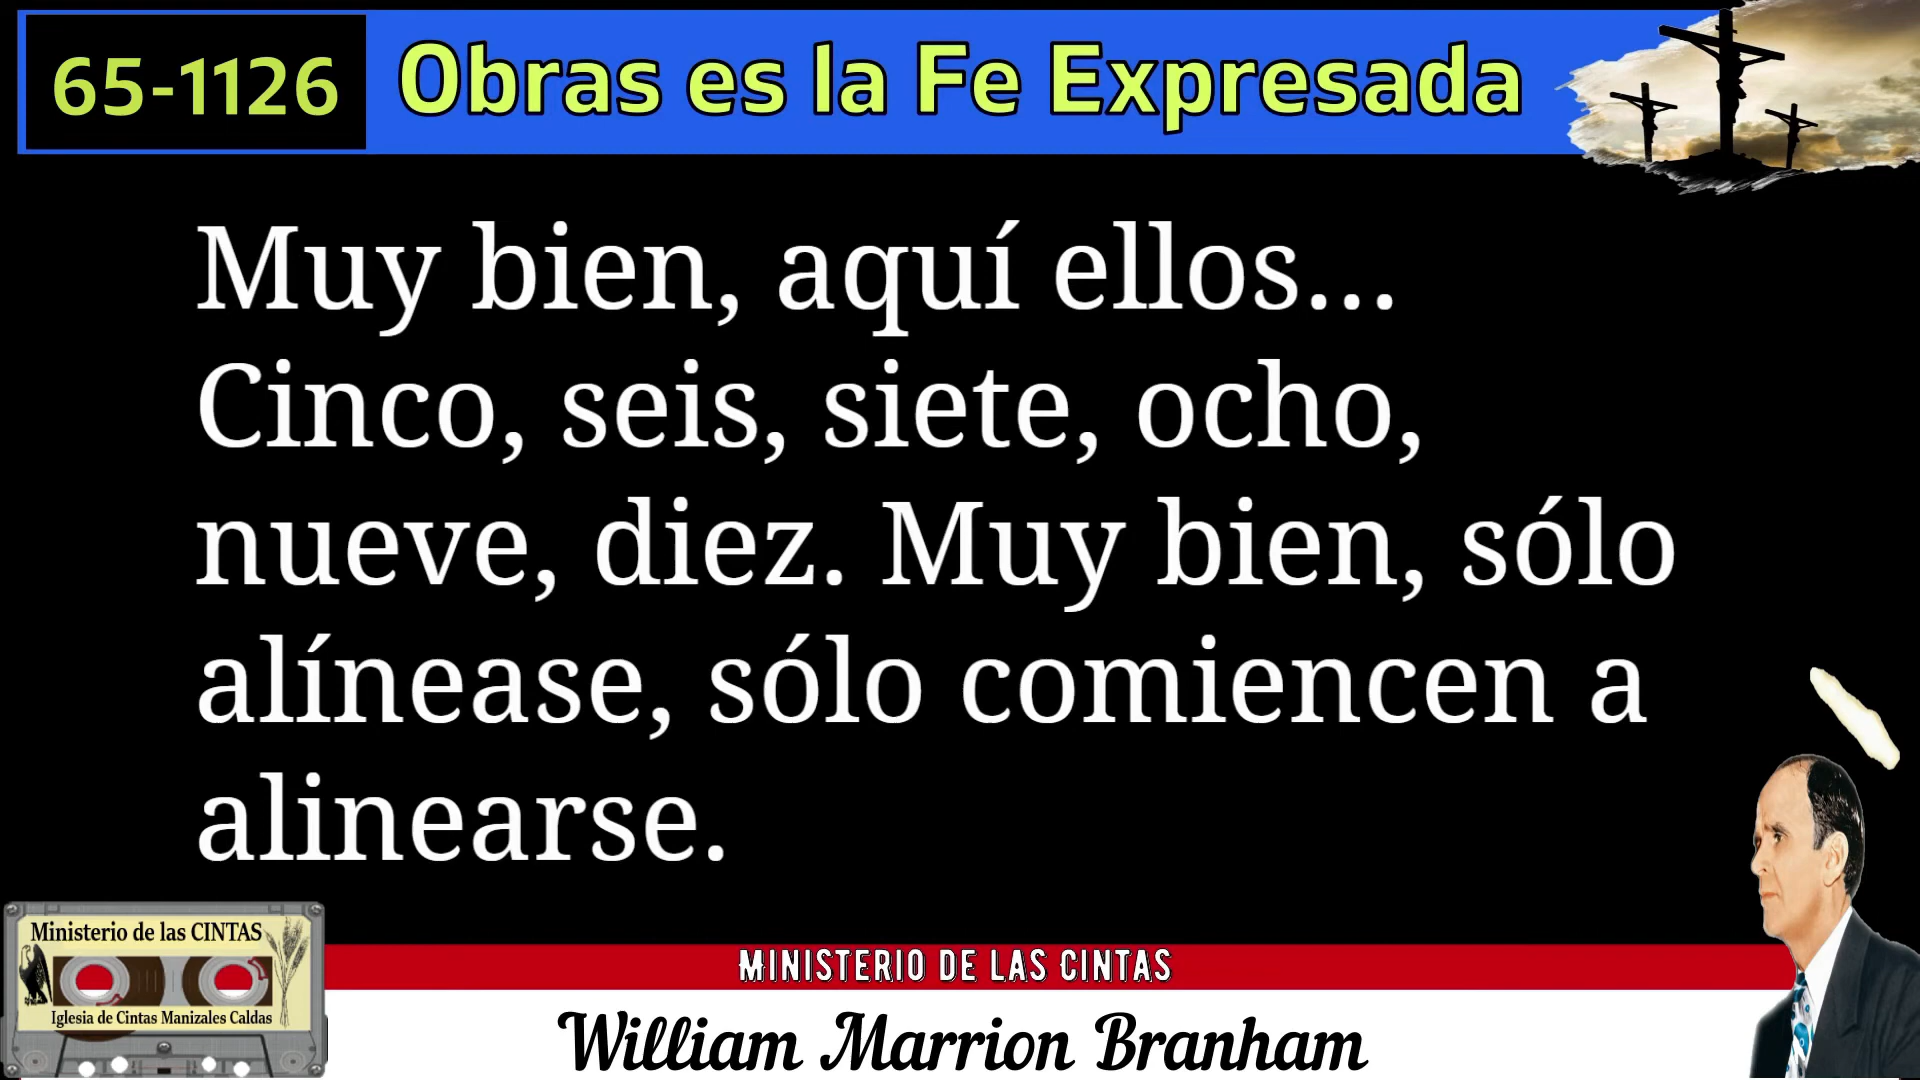 65-1126
Obras es la Fe Expresada
Muy bien, aquí ellos...
Cinco, seis, siete, ocho,
nueve, diez. Muy bien, sólo
alínease, sólo comiencen a
alinearse.
Ministerio de las CINTAS
Iglesia de Cintas Manizales Caldas
MINISTERIO DE LAS CINTAS
William Marrion Branham